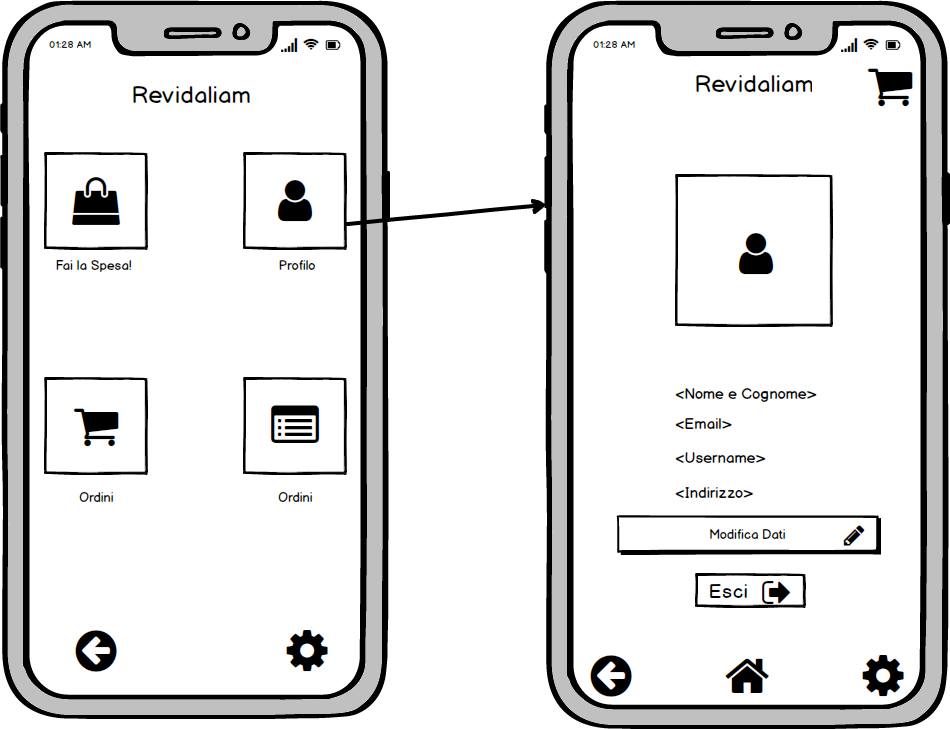 01:28 AM
Revidaliam
Fai la Spesa!
Profilo
Ordini
Ordini
01:28 AM
Revidaliam
<Nome e Cognome>
<Email>
<Username>
<Indirizzo>
Modifica Dati
Esci